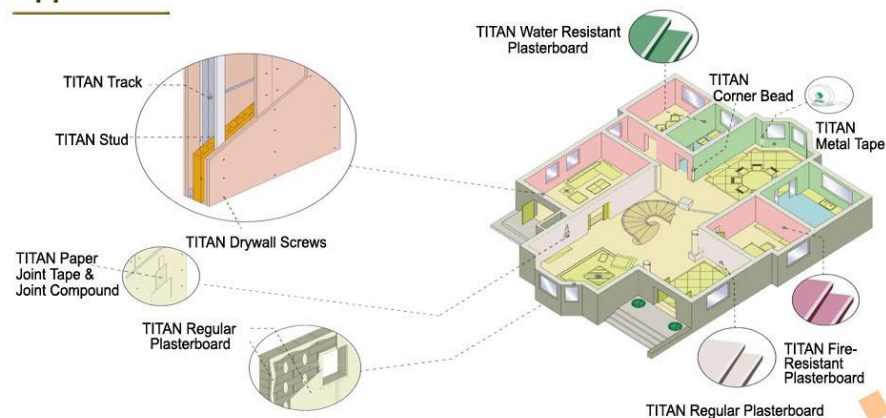 TITAN Water Resistant
Plasterboard
TITAN Track
TITAN
Corner Bead
TITAN Stud
TITAN
Metal Tape
TITAN Drywall Screws
TITAN Paper
Joint Tape &
Joint Compound
TITAN Regular
Plasterboard
TITAN Fire-
Resistant
Plasterboard
TITAN Regular Plasterboard